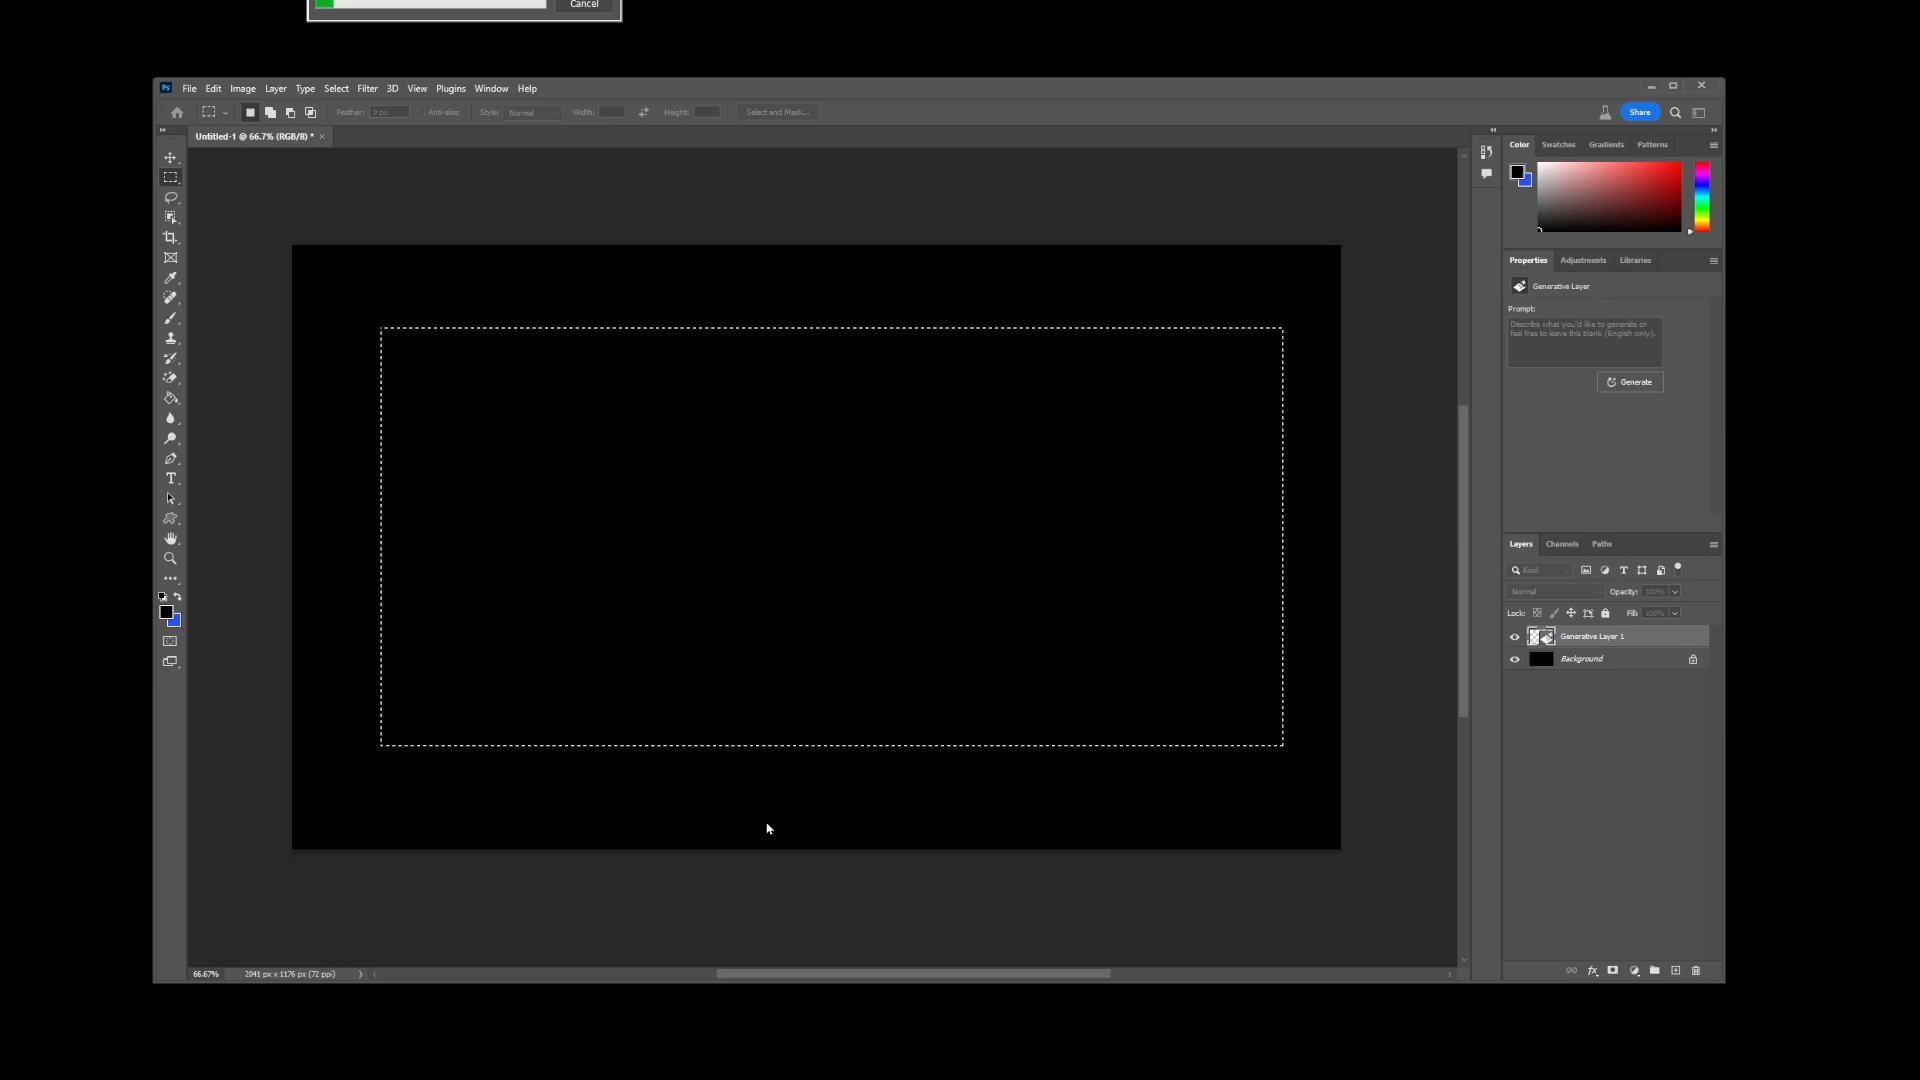 Cancel
Ps File Edit Image Layer Type Select Filter 3D View Plugins Window Help
Feather: 0 px Anti-alias Style: Normal Width: Height: Select and Mask... Share
Untitled-1 @ 66.7% (RGB/8) * ×
Color Swatches Gradients Patterns
Properties Adjustments Libraries
Generative Layer
Prompt:
Describe what you'd like to generate or
feel free to leave this blank (English only).
Generate
Layers Channels Paths
Kind
Normal Opacity: 100%
Lock: Fill: 100%
Generative Layer 1
Background
66.67% 2041 px x 1176 px (72 ppi)
fx